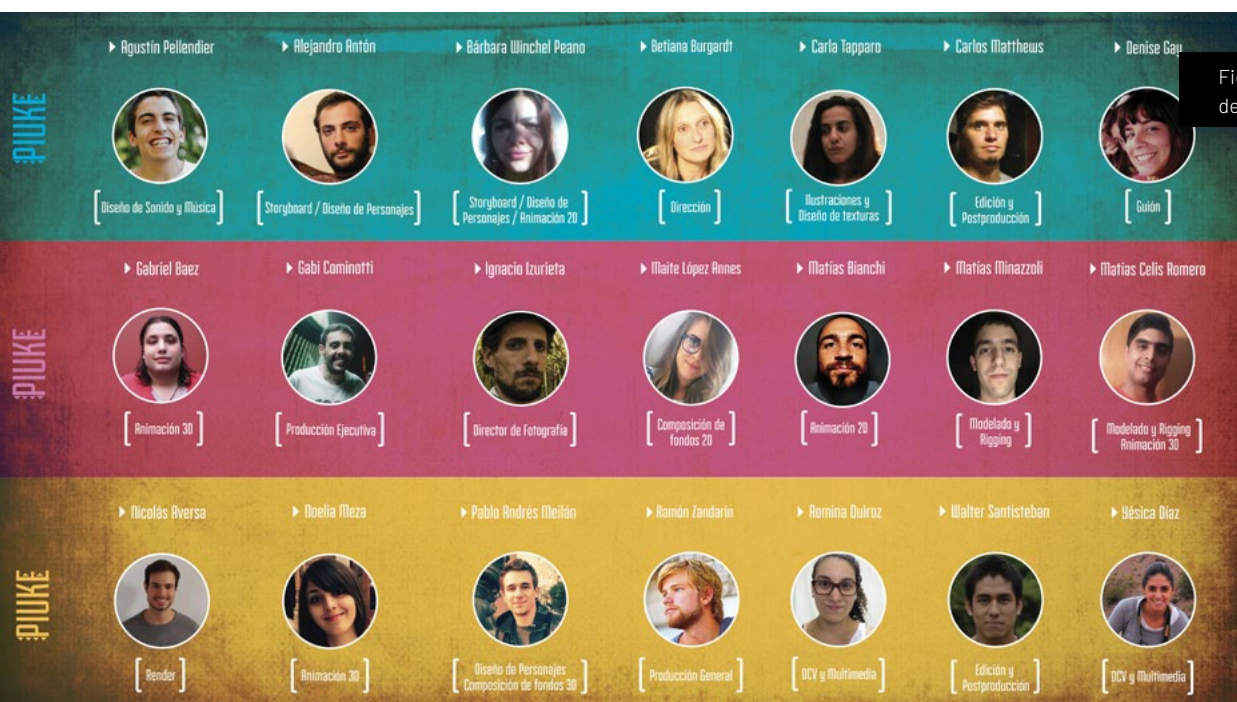 Agustín Pellendier
Alejandro Antón
Bárbara Winchel Peano
Betiana Burgardt
Carla Tapparo
Carlos Matthews
Denise Gay
PIUKE
Diseño de Sonido y Música
Storyboard / Diseño de Personajes
Storyboard / Diseño de
Personajes / Animación 2D
Dirección
Ilustraciones y
Diseño de texturas
Edición y
Postproducción
Guión
Gabriel Baez
Gabi Cominotti
Ignacio Izurieta
Maite López Annes
Matías Bianchi
Matías Minazzoli
Matías Celis Romero
PIUKE
Animación 3D
Producción Ejecutiva
Director de Fotografía
Composición de
fondos 2D
Animación 2D
Modelado y
Rigging
Modelado y Rigging
Animación 3D
Nicolás Aversa
Noelia Meza
Pablo Andrés Meilán
Ramón Zandarin
Romina Quiroz
Walter Santisteban
Yésica Díaz
PIUKE
Render
Animación 3D
Diseño de Personajes
Composición de fondos 3D
Producción General
DCV y Multimedia
Edición y
Postproducción
DCV y Multimedia